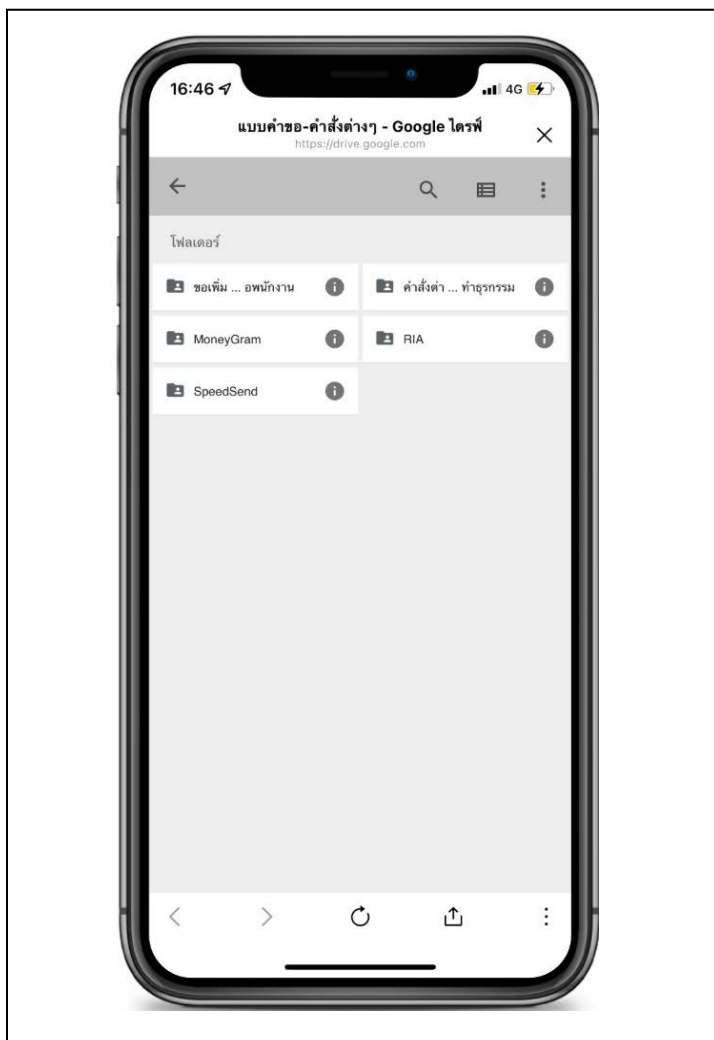 16:46
4G
แบบคำขอ-คำสั่งต่างๆ - Google ไดรฟ์
https://drive.google.com
โฟลเดอร์
ขอเพิ่ม ... อพนักงาน
คำสั่งต่า ... ทำธุรกรรม
MoneyGram
RIA
SpeedSend